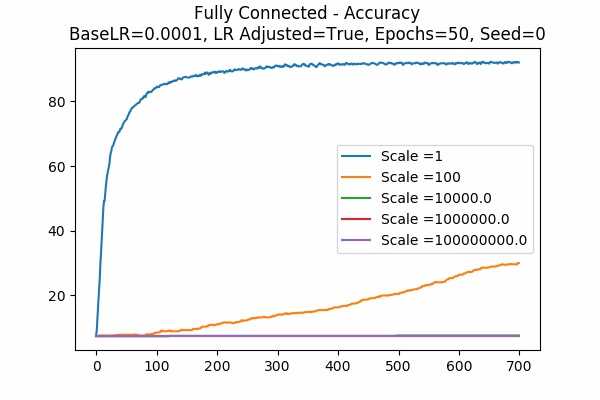 Fully Connected - Accuracy
BaseLR=0.0001, LR Adjusted=True, Epochs=50, Seed=0
80
60
40
20
Scale =1
Scale =100
Scale =10000.0
Scale =1000000.0
Scale =100000000.0
0 100 200 300 400 500 600 700